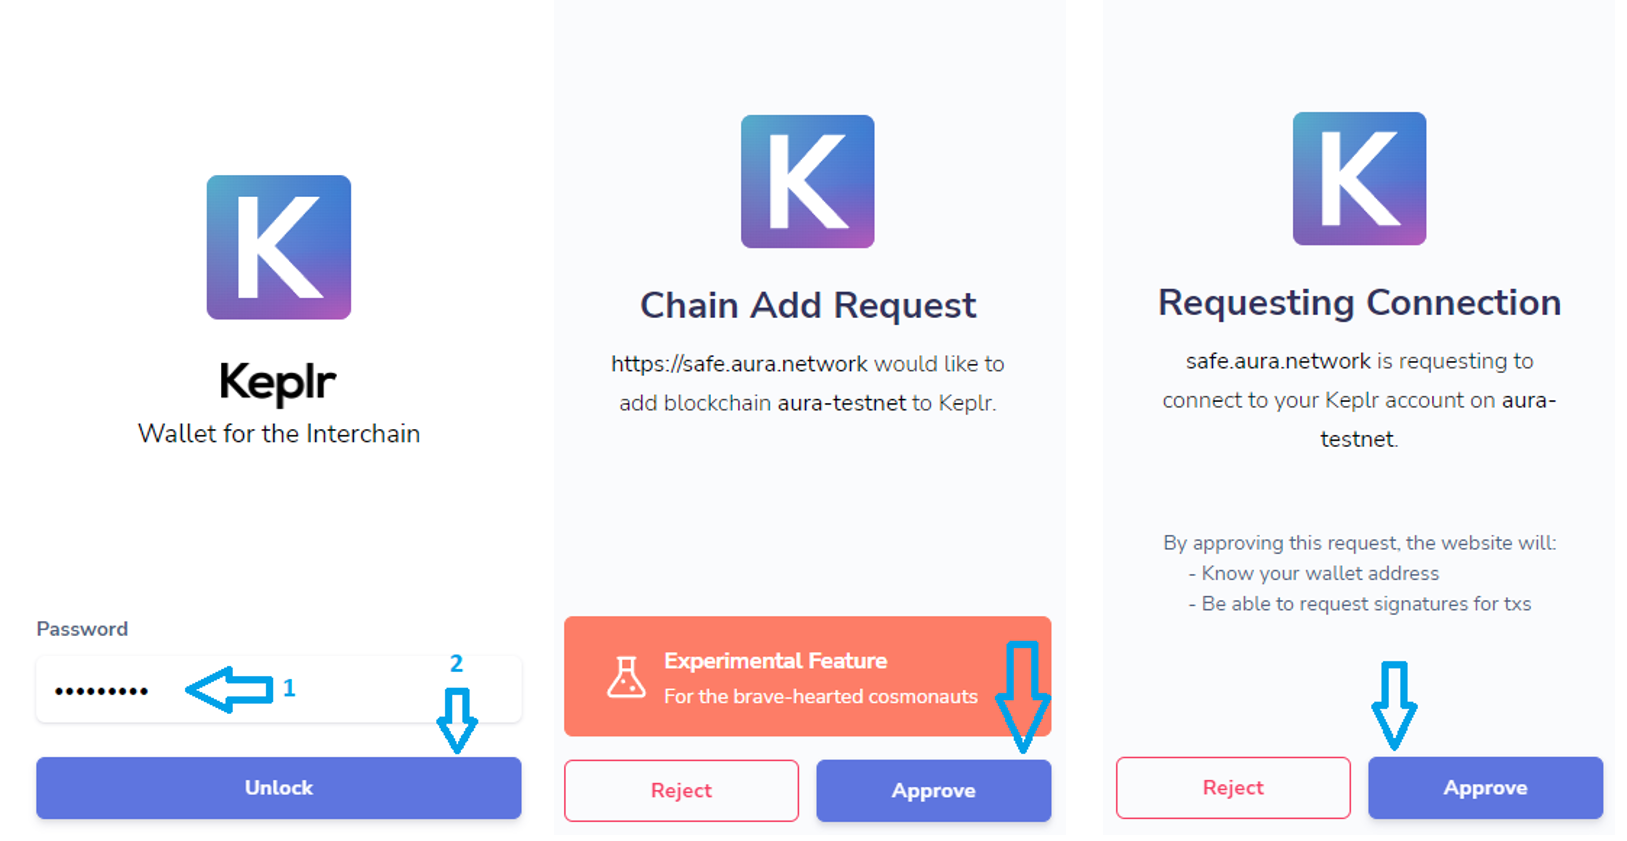 K
Keplr
Wallet for the Interchain
Password
•••••••••
1
2
Unlock
K
Chain Add Request
https://safe.aura.network would like to
add blockchain aura-testnet to Keplr.
Experimental Feature
For the brave-hearted cosmonauts
Reject
Approve
K
Requesting Connection
safe.aura.network is requesting to
connect to your Keplr account on aura-
testnet.
By approving this request, the website will:
- Know your wallet address
- Be able to request signatures for txs
Reject
Approve